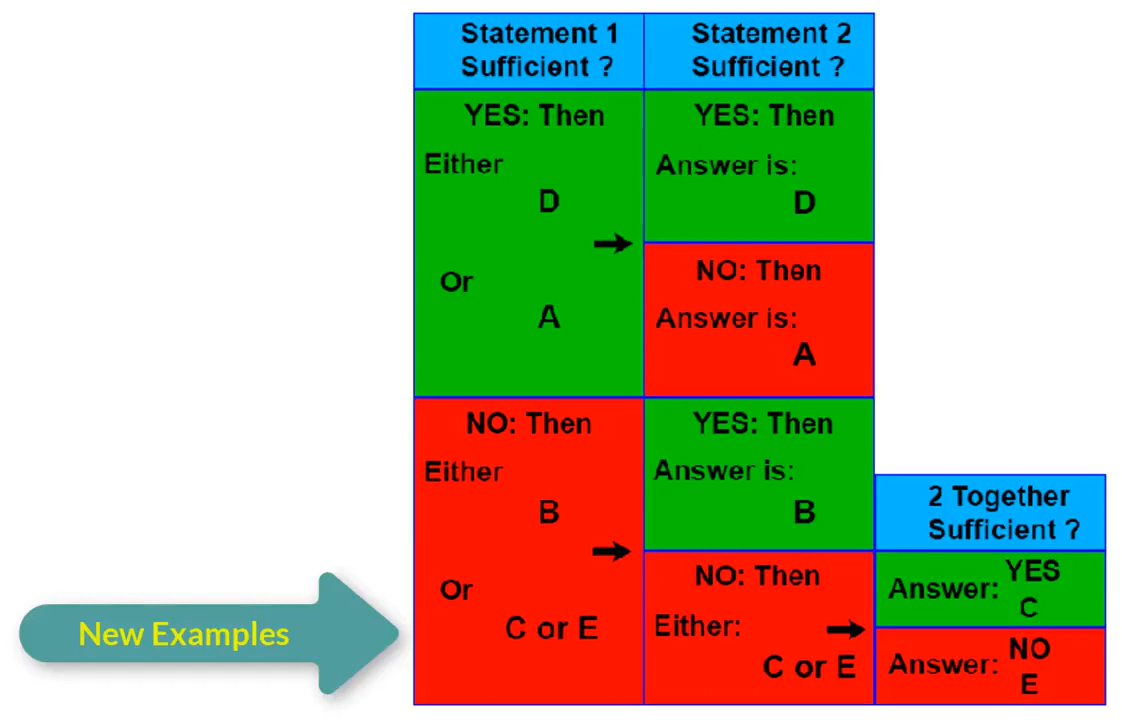 Statement 1
Sufficient ?
Statement 2
Sufficient ?
YES: Then
Either
D
Or
A
YES: Then
Answer is:
D
NO: Then
Answer is:
A
NO: Then
Either
B
Or
C or E
YES: Then
Answer is:
B
NO: Then
Either:
C or E
2 Together
Sufficient ?
Answer: YES
C
Answer: NO
E
New Examples